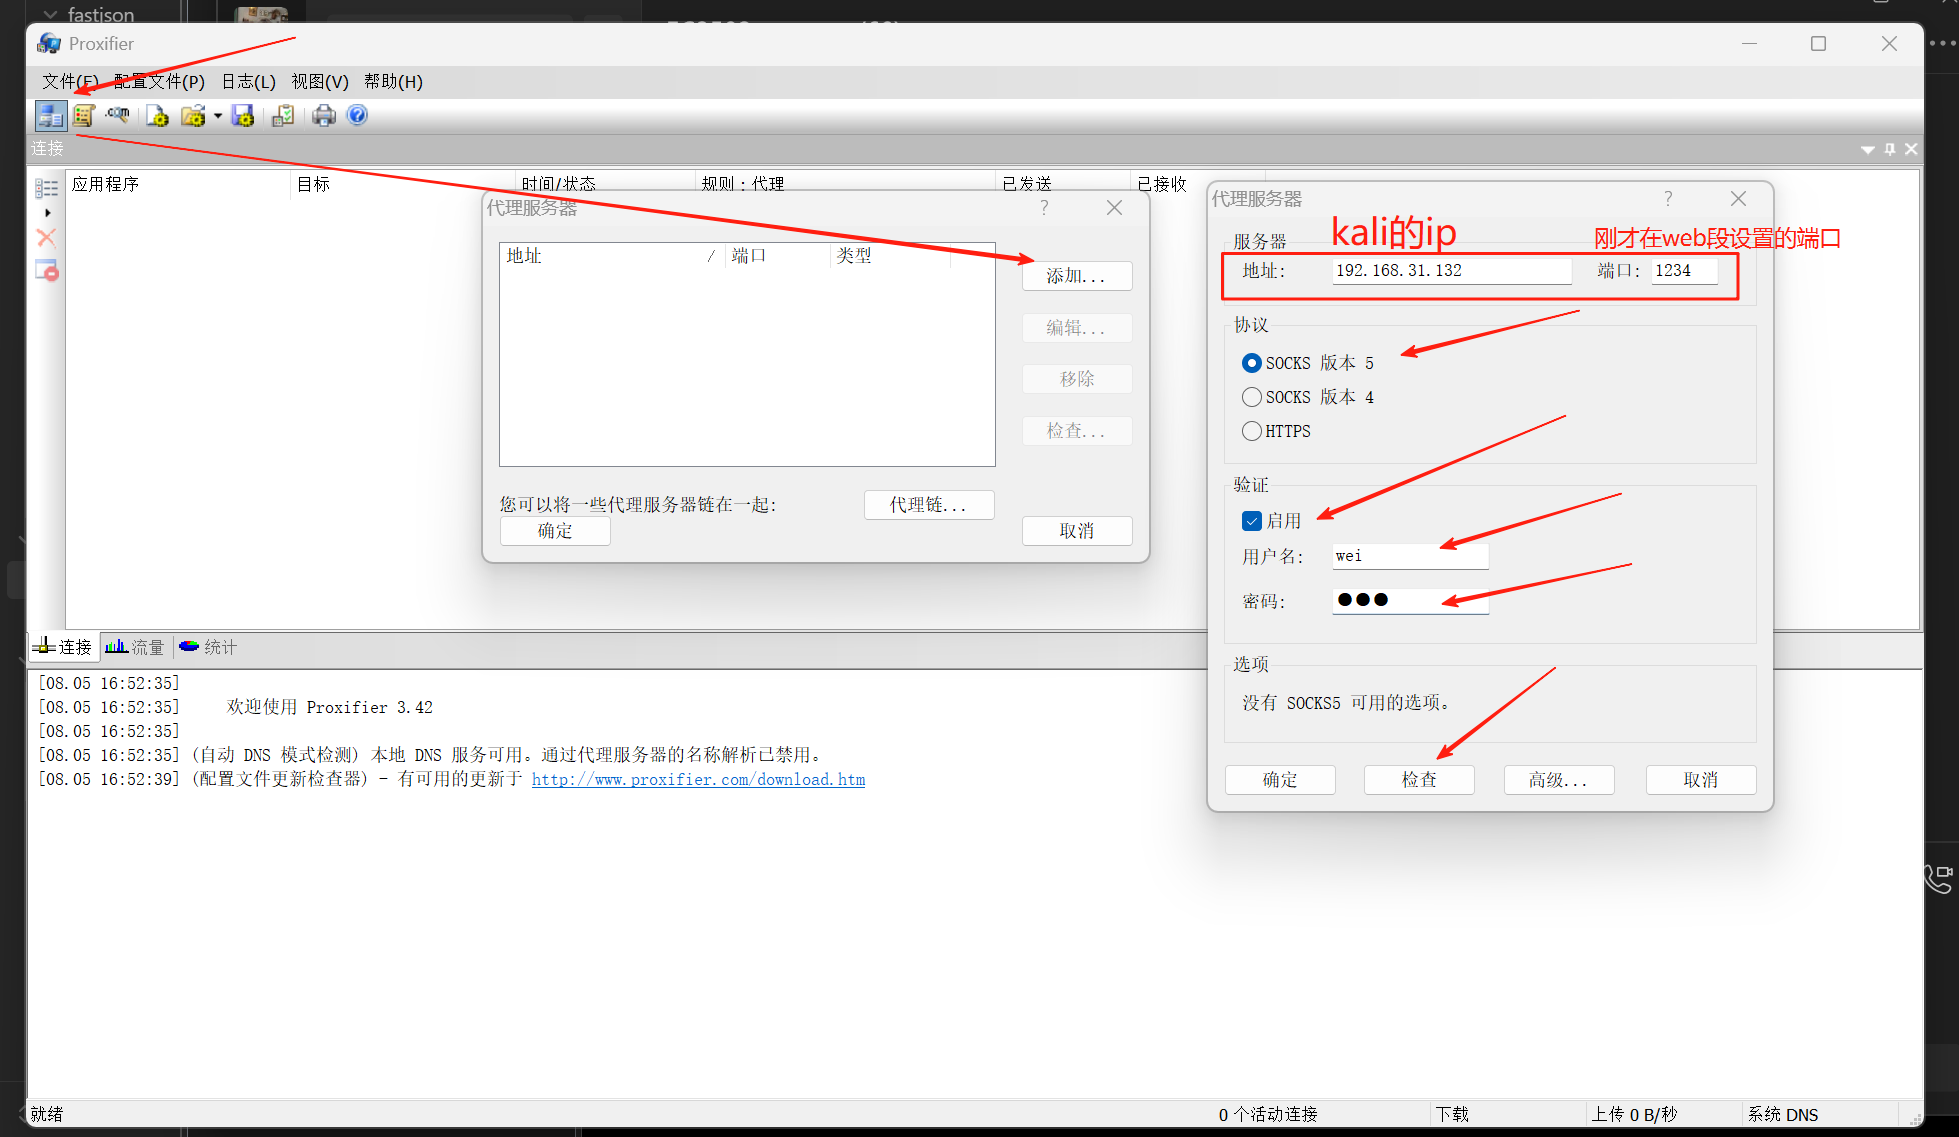 fastison
Proxifier
文件(F) 配置文件(P) 日志(L) 视图(V) 帮助(H)
连接
应用程序 目标 时间/状态 规则 : 代理 已发送 已接收
代理服务器 ?
地址 / 端口 类型
添加...
编辑...
移除
检查...
您可以将一些代理服务器链在一起: 代理链...
确定 取消
代理服务器 ?
kali的ip 刚才在web段设置的端口
服务器
地址: 192.168.31.132 端口: 1234
协议
SOCKS 版本 5
SOCKS 版本 4
HTTPS
验证
启用
用户名: wei
密码: ●●●
选项
没有 SOCKS5 可用的选项。
确定 检查 高级... 取消
连接 流量 统计
[08.05 16:52:35]
[08.05 16:52:35] 欢迎使用 Proxifier 3.42
[08.05 16:52:35]
[08.05 16:52:35] (自动 DNS 模式检测) 本地 DNS 服务可用。通过代理服务器的名称解析已禁用。
[08.05 16:52:39] (配置文件更新检查器) - 有可用的更新于 http://www.proxifier.com/download.htm
就绪 0 个活动连接 下载 上传 0 B/秒 系统 DNS